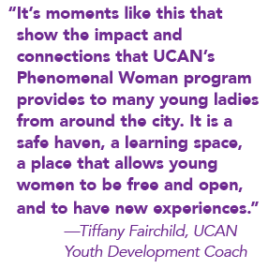 “It’s moments like this that
show the impact and
connections that UCAN’s
Phenomenal Woman program
provides to many young ladies
from around the city. It is a
safe haven, a learning space,
a place that allows young
women to be free and open,
and to have new experiences.”
—Tiffany Fairchild, UCAN
Youth Development Coach